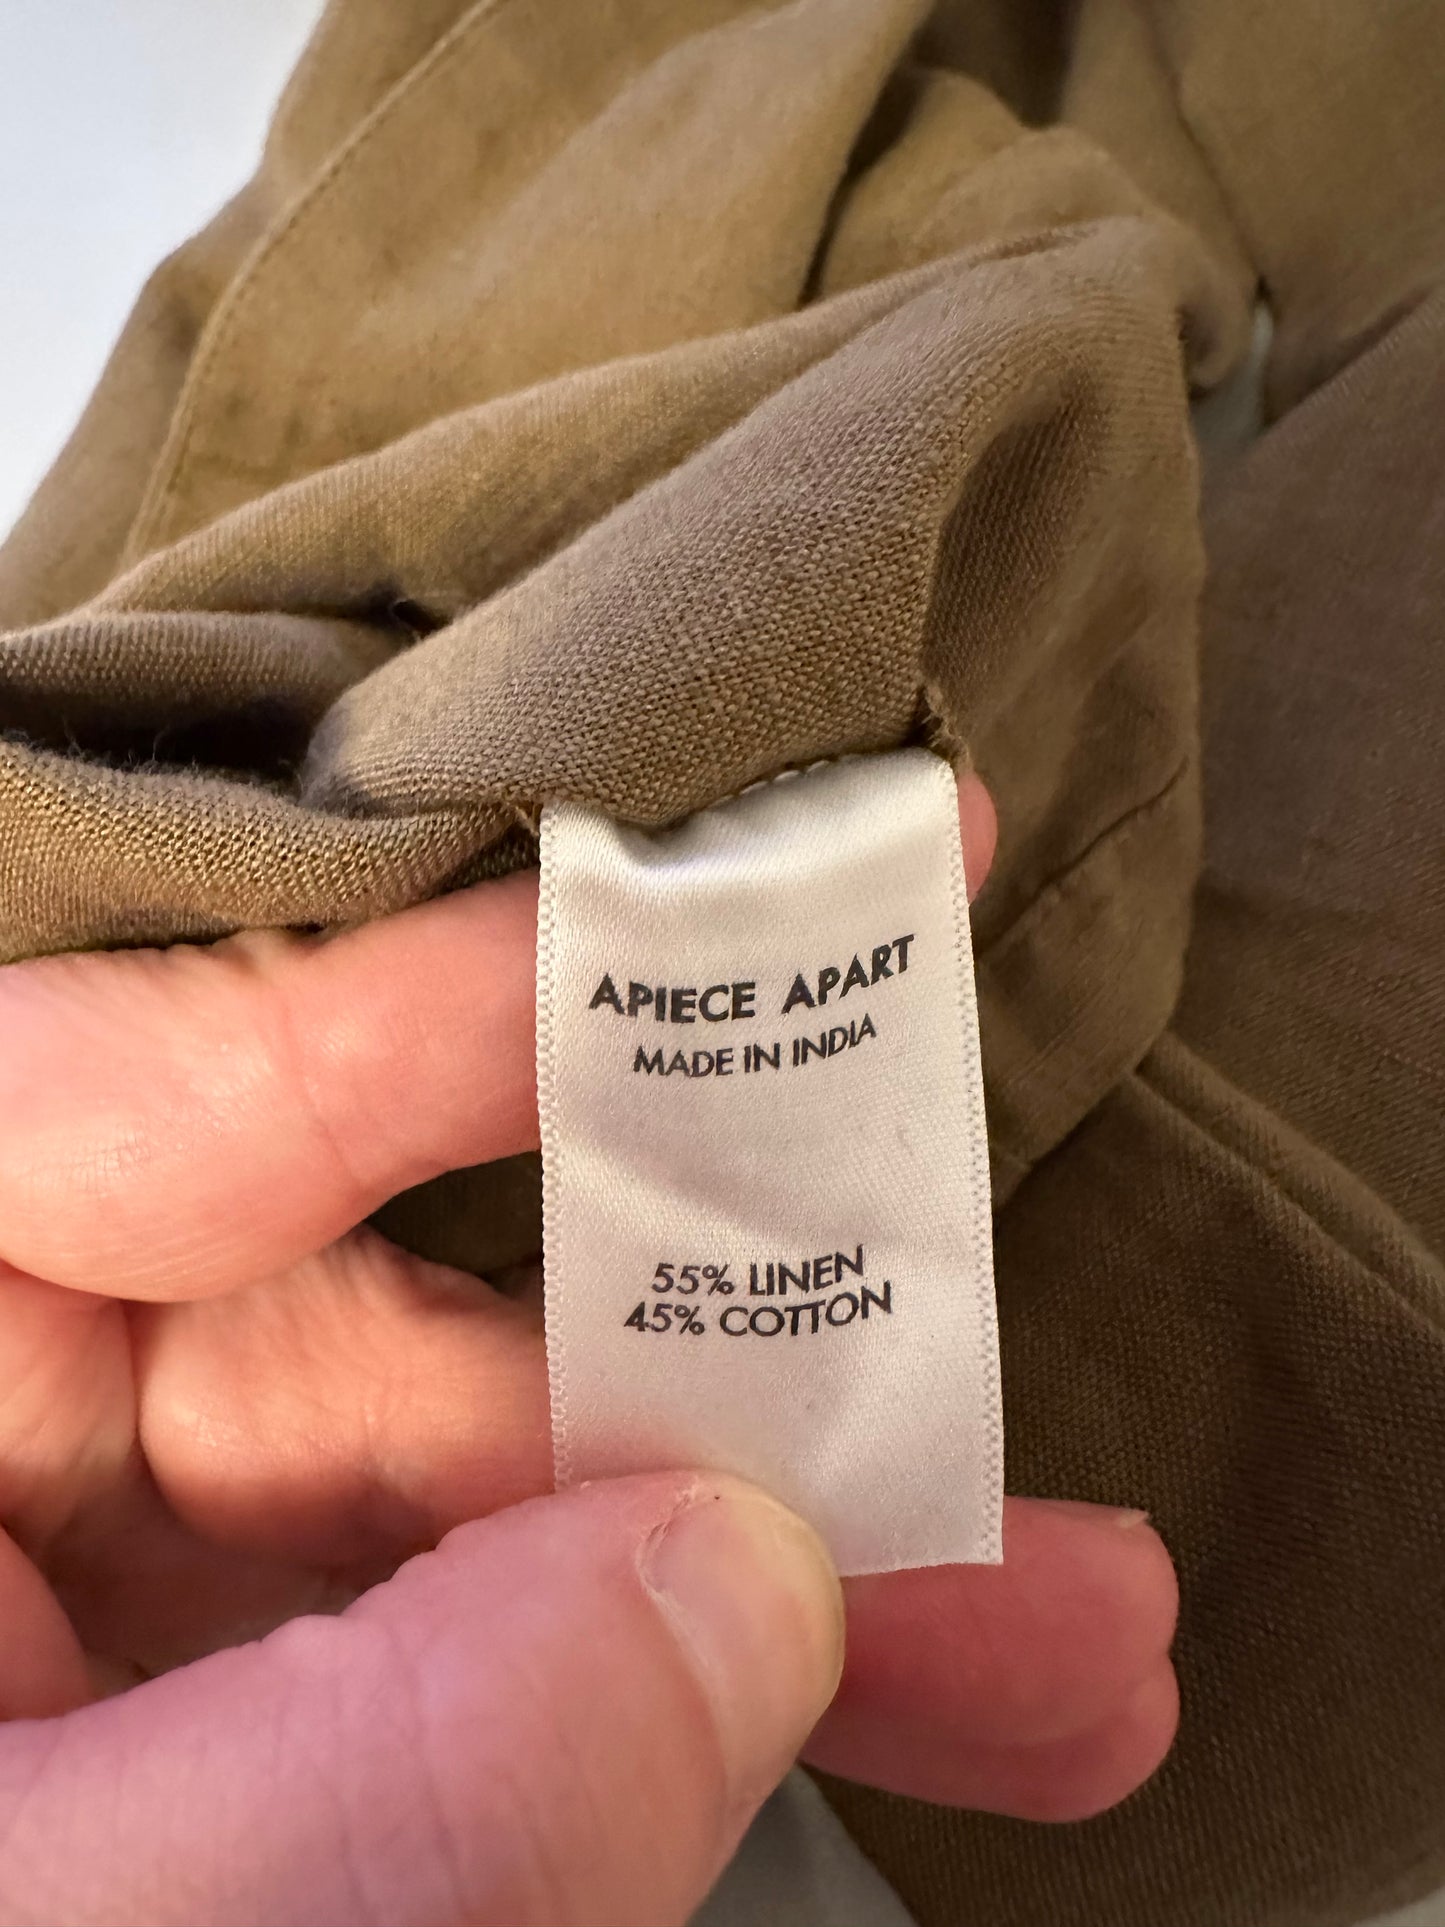 APIECE APART
MADE IN INDIA
55% LINEN
45% COTTON